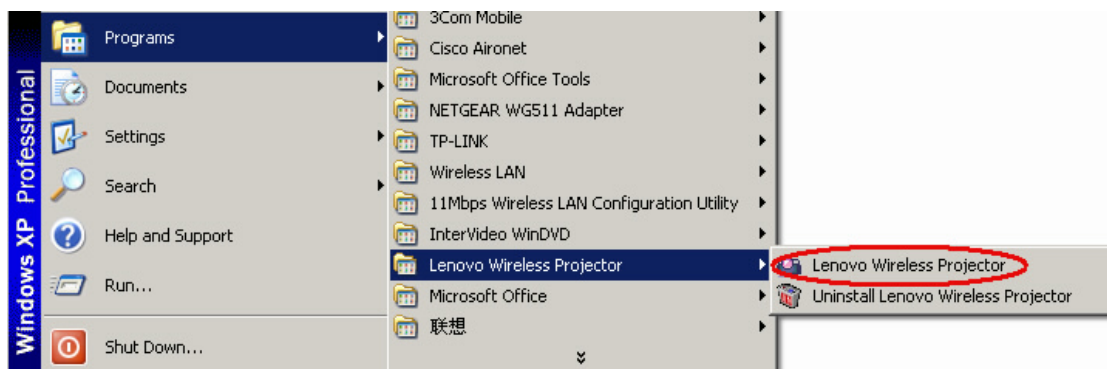 Windows XP Professional
Programs
Documents
Settings
Search
Help and Support
Run...
Shut Down...
3Com Mobile
Cisco Aironet
Microsoft Office Tools
NETGEAR WG511 Adapter
TP-LINK
Wireless LAN
11Mbps Wireless LAN Configuration Utility
InterVideo WinDVD
Lenovo Wireless Projector
Microsoft Office
联想
Lenovo Wireless Projector
Uninstall Lenovo Wireless Projector